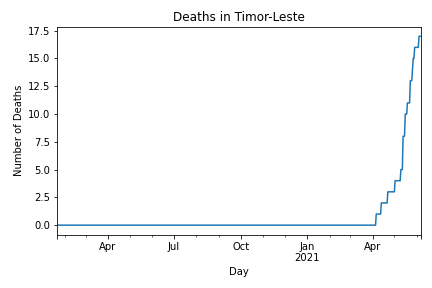 Deaths in Timor-Leste
17.5
15.0
12.5
10.0
7.5
5.0
2.5
0.0
Number of Deaths
Apr Jul Oct Jan Apr
2021
Day